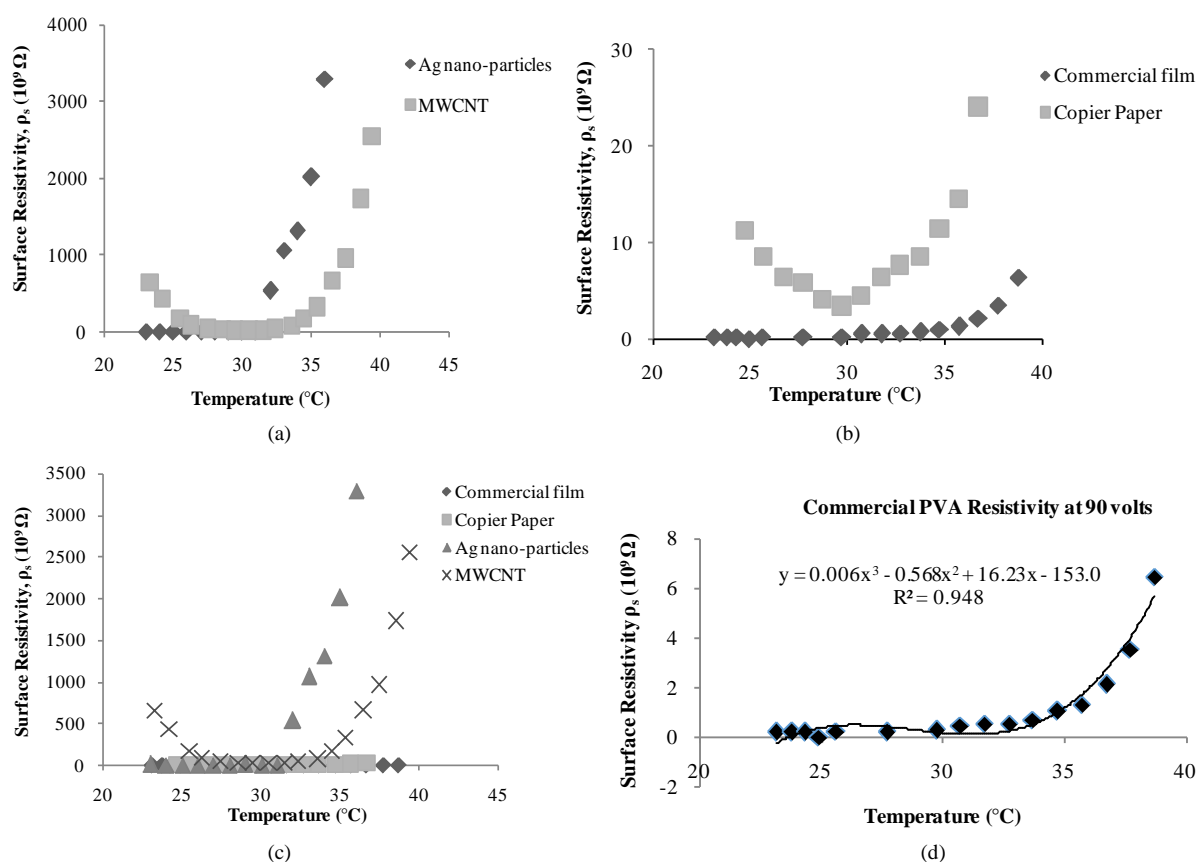 4000
3000
2000
1000
0
20 25 30 35 40 45
Surface Resistivity, ρs (10⁹ Ω)
Temperature (°C)
Ag nano-particles
MWCNT
(a)
30
20
10
0
20 25 30 35 40
Surface Resistivity, ρs (10⁹ Ω)
Temperature (°C)
Commercial film
Copier Paper
(b)
3500
3000
2500
2000
1500
1000
500
0
20 25 30 35 40 45
Surface Resistivity, ρs (10⁹ Ω)
Temperature (°C)
Commercial film
Copier Paper
Ag nano-particles
MWCNT
(c)
Commercial PVA Resistivity at 90 volts
y = 0.006x³ - 0.568x² + 16.23x - 153.0
R² = 0.948
8
6
4
2
0
-2
20 25 30 35 40
Surface Resistivity ρs (10⁹ Ω)
Temperature (°C)
(d)